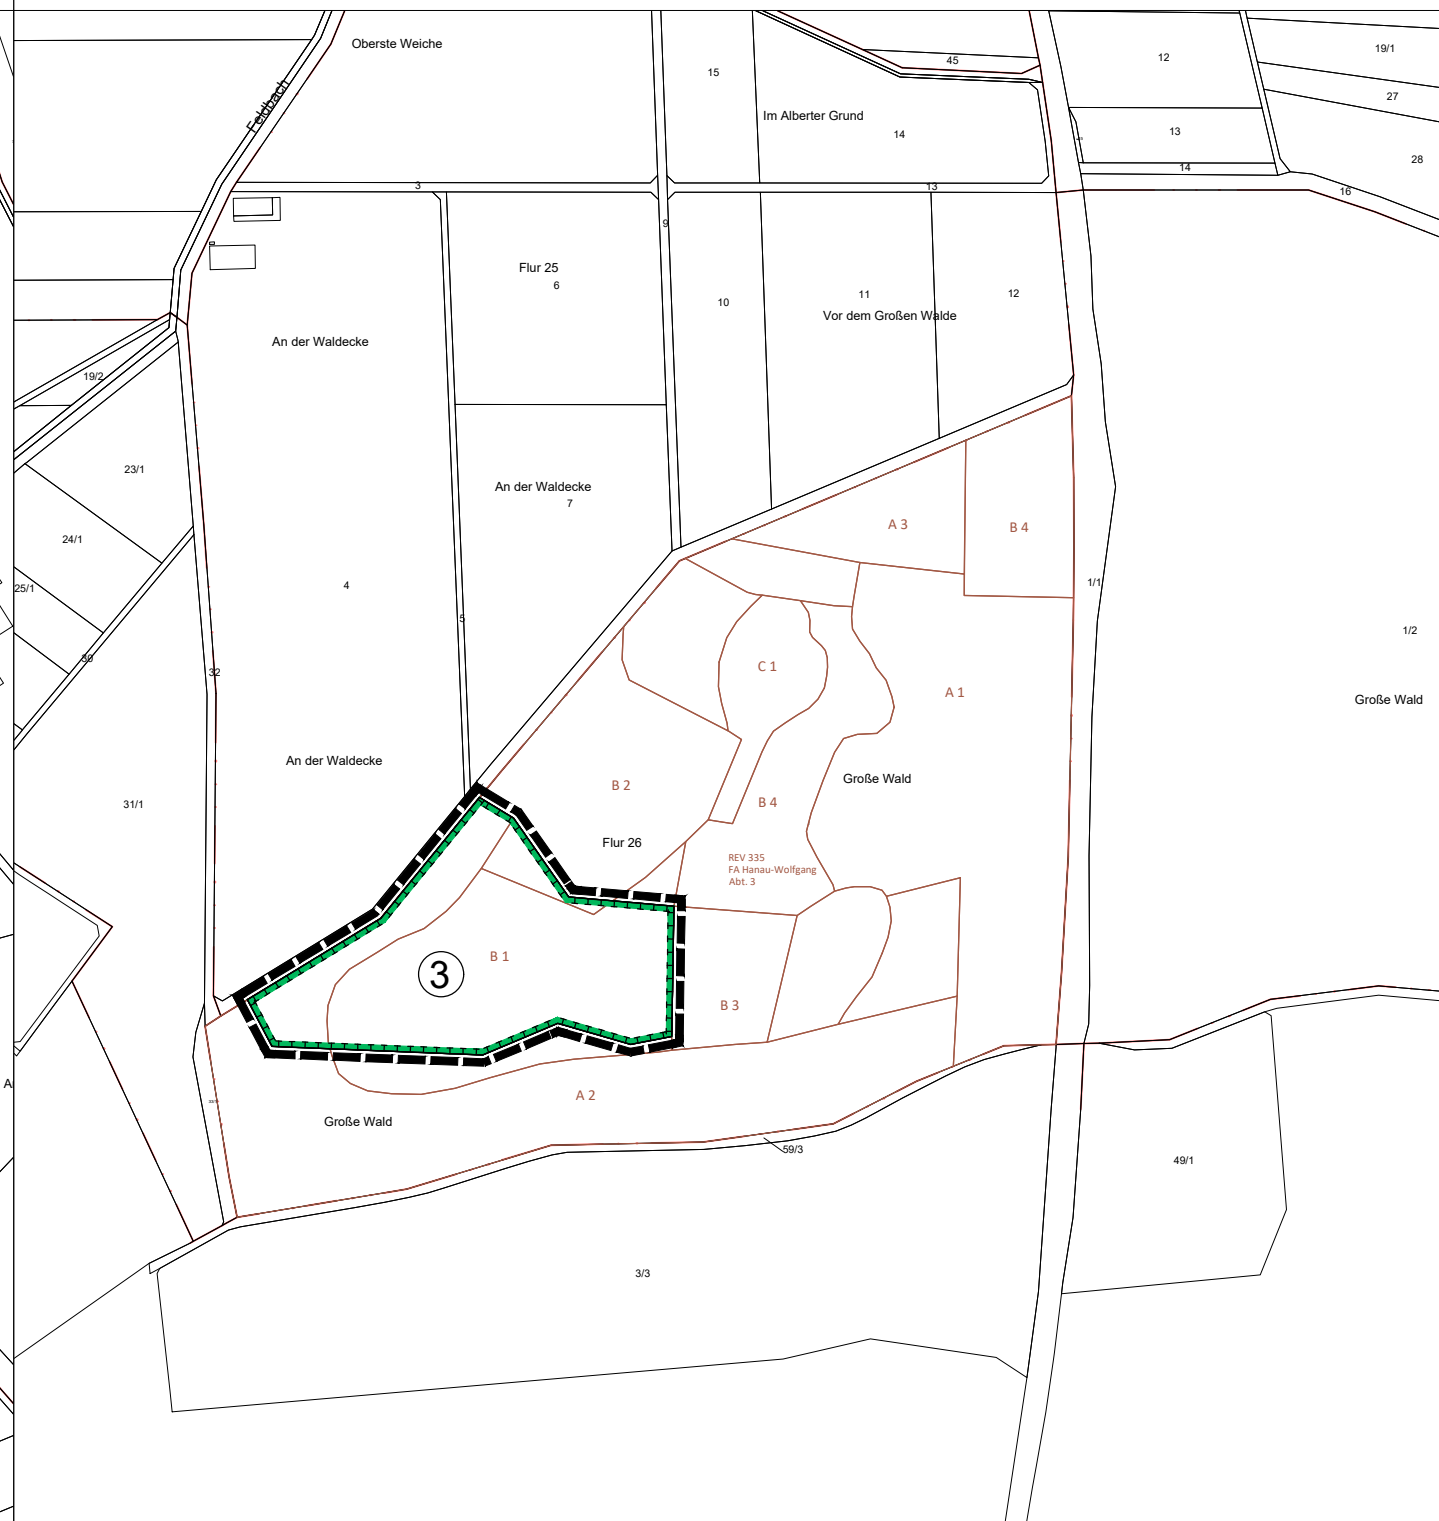 Oberste Weiche
15
45
12
19/1
27
Feldbach
Im Alberter Grund
14
13
28
14
3
13
16
9
Flur 25
6
10
11
12
Vor dem Großen Walde
An der Waldecke
19/2
23/1
An der Waldecke
7
A 3
B 4
24/1
25/1
4
1/1
5
1/2
30
32
C 1
A 1
Große Wald
An der Waldecke
B 2
Große Wald
31/1
B 4
Flur 26
REV 335
FA Hanau-Wolfgang
Abt. 3
B 1
3
B 3
A
A 2
Große Wald
59/3
49/1
3/3